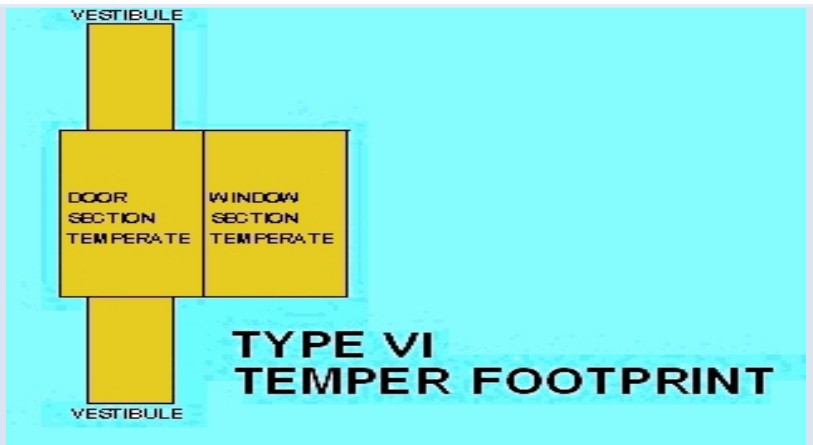 VESTIBULE
DOOR
SECTION
TEMPERATE
WINDOW
SECTION
TEMPERATE
TYPE VI
TEMPER FOOTPRINT
VESTIBULE